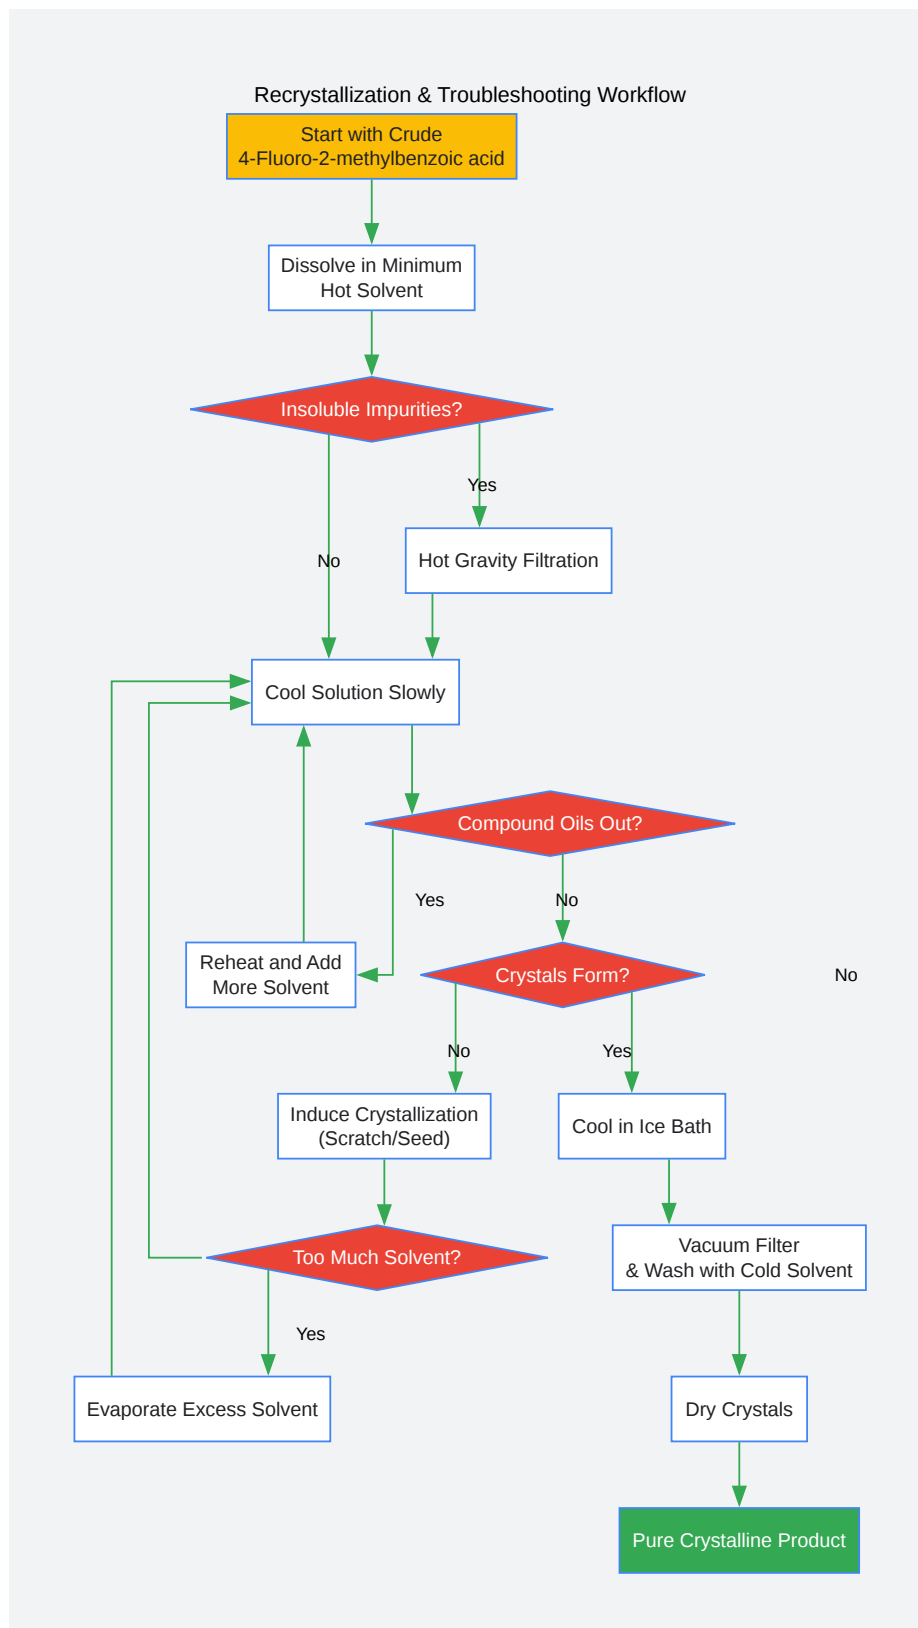 Recrystallization & Troubleshooting Workflow
Start with Crude
4-Fluoro-2-methylbenzoic acid
Dissolve in Minimum
Hot Solvent
Insoluble Impurities?
Yes
No
Hot Gravity Filtration
Cool Solution Slowly
Compound Oils Out?
Yes
No
Reheat and Add
More Solvent
Crystals Form?
No
No
Yes
Induce Crystallization
(Scratch/Seed)
Cool in Ice Bath
Too Much Solvent?
Vacuum Filter
& Wash with Cold Solvent
Yes
Evaporate Excess Solvent
Dry Crystals
Pure Crystalline Product